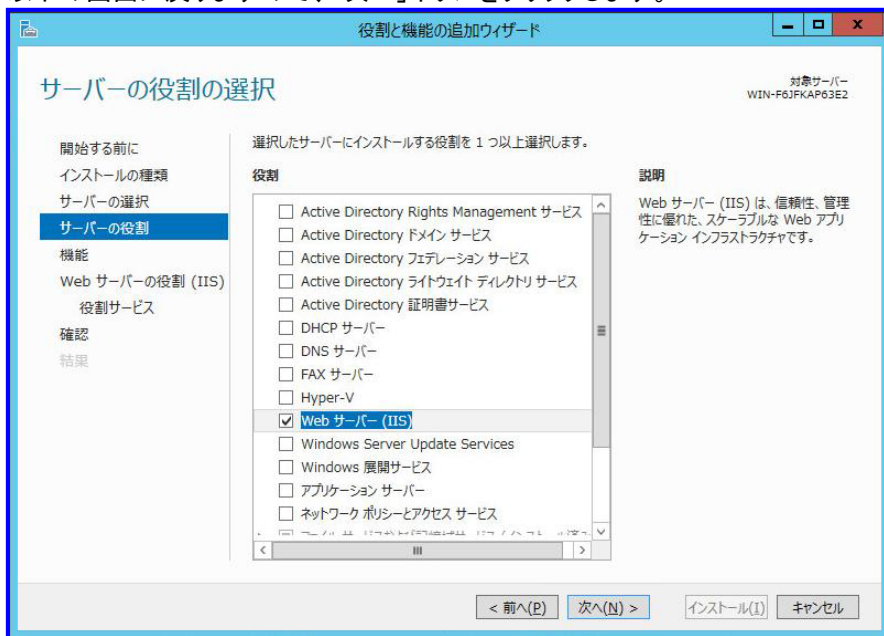 役割と機能の追加ウィザード
サーバーの役割の選択
対象サーバー
WIN-F6JFKAP63E2
開始する前に
インストールの種類
サーバーの選択
サーバーの役割
機能
Web サーバーの役割 (IIS)
役割サービス
確認
結果
選択したサーバーにインストールする役割を 1 つ以上選択します。
役割
Active Directory Rights Management サービス
Active Directory ドメイン サービス
Active Directory フェデレーション サービス
Active Directory ライトウェイト ディレクトリ サービス
Active Directory 証明書サービス
DHCP サーバー
DNS サーバー
FAX サーバー
Hyper-V
Web サーバー (IIS)
Windows Server Update Services
Windows 展開サービス
アプリケーション サーバー
ネットワーク ポリシーとアクセス サービス
説明
Web サーバー (IIS) は、信頼性、管理
性に優れた、スケーラブルな Web アプリ
ケーション インフラストラクチャです。
< 前へ(P)
次へ(N) >
インストール(I)
キャンセル